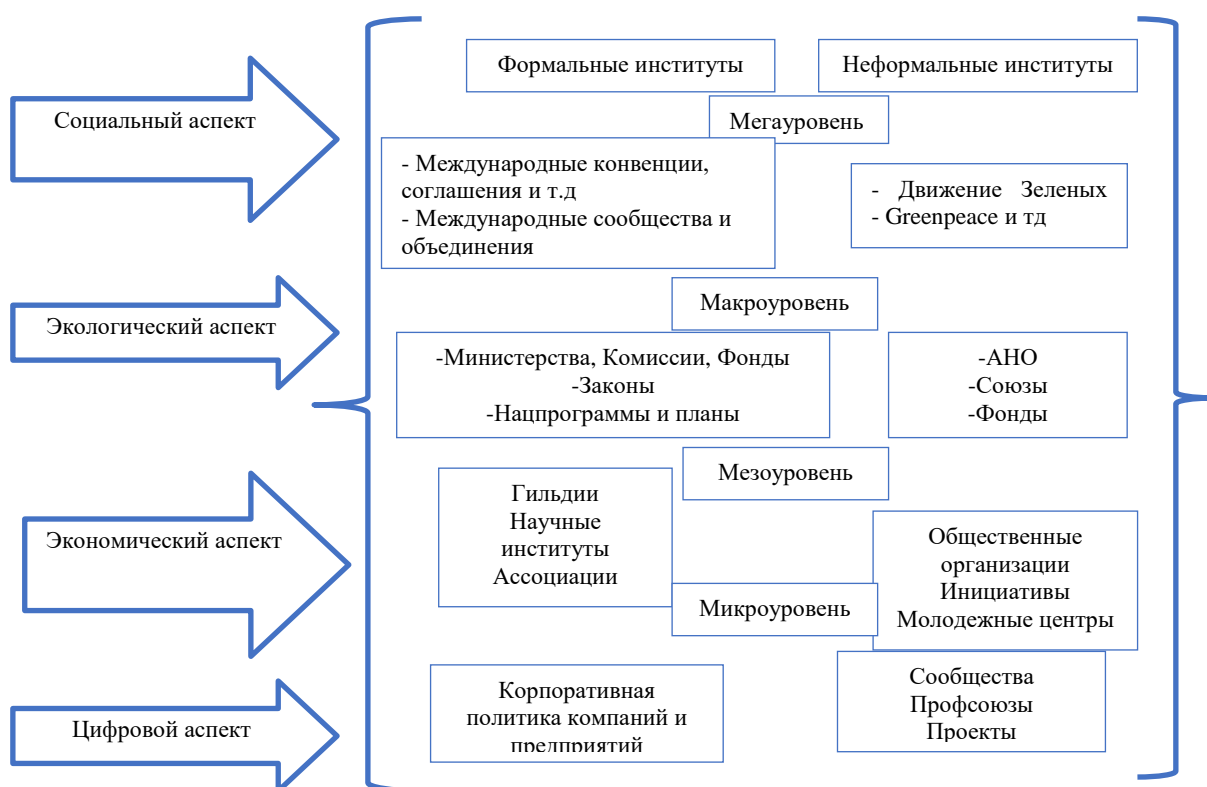 Формальные институты
Неформальные институты
Социальный аспект
Мегауровень
- Международные конвенции,
соглашения и т.д
- Международные сообщества и
объединения
- Движение Зеленых
- Greenpeace и тд
Экологический аспект
Макроуровень
-Министерства, Комиссии, Фонды
-Законы
-Нацпрограммы и планы
-АНО
-Союзы
-Фонды
Экономический аспект
Мезоуровень
Гильдии
Научные
институты
Ассоциации
Общественные
организации
Инициативы
Молодежные центры
Микроуровень
Цифровой аспект
Корпоративная
политика компаний и
предприятий
Сообщества
Профсоюзы
Проекты